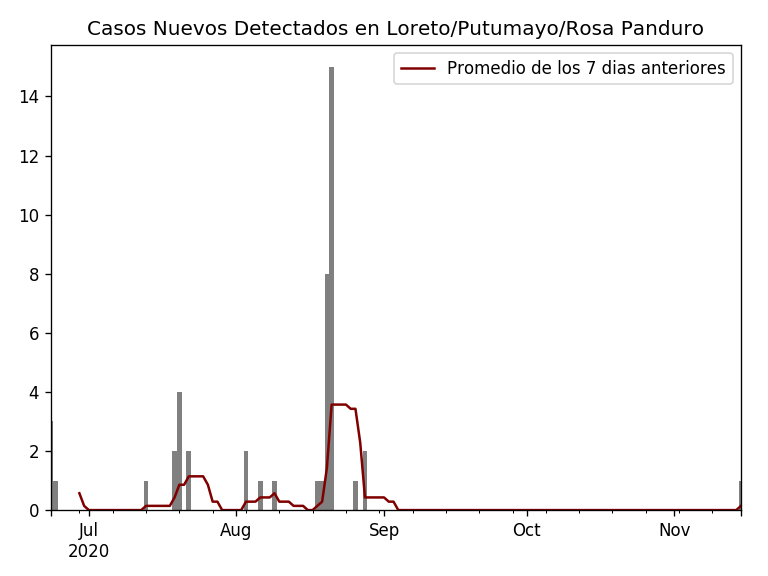 Casos Nuevos Detectados en Loreto/Putumayo/Rosa Panduro
Promedio de los 7 dias anteriores
14
12
10
8
6
4
2
0
Jul
2020
Aug
Sep
Oct
Nov